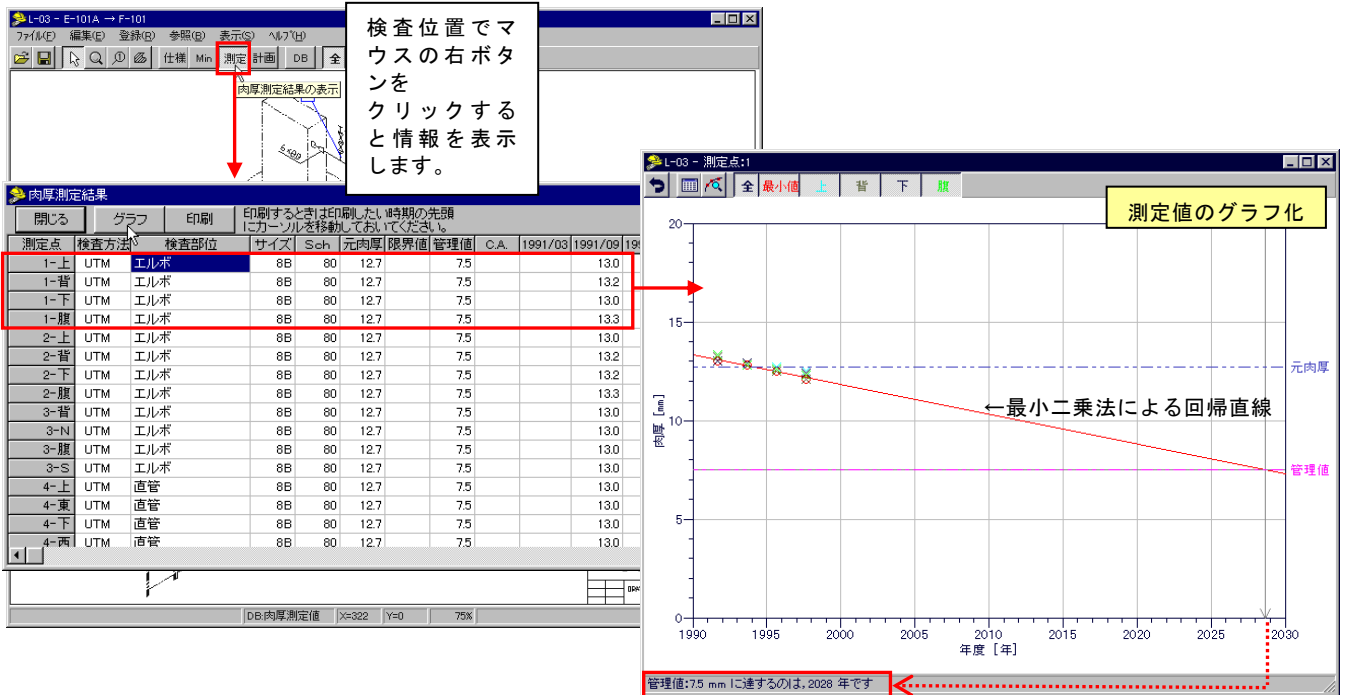 L-03 - E-101A → F-101
ファイル(F) 編集(E) 登録(R) 参照(B) 表示(S) ヘルプ(H)
仕様 Min 測定 計画 DB 全
肉厚測定結果の表示
検査位置でマ
ウスの右ボタ
ンを
クリックする
と情報を表示
します。
肉厚測定結果
閉じる グラフ 印刷 印刷するときは印刷したい時期の先頭
にカーソルを移動しておいてください。
測定点 検査方法 検査部位 サイズ Sch 元肉厚 限界値 管理値 C.A. 1991/03 1991/09
1-上 UTM エルボ 8B 80 12.7 7.5 13.0
1-背 UTM エルボ 8B 80 12.7 7.5 13.2
1-下 UTM エルボ 8B 80 12.7 7.5 13.0
1-腹 UTM エルボ 8B 80 12.7 7.5 13.3
2-上 UTM エルボ 8B 80 12.7 7.5 13.0
2-背 UTM エルボ 8B 80 12.7 7.5 13.2
2-下 UTM エルボ 8B 80 12.7 7.5 13.2
2-腹 UTM エルボ 8B 80 12.7 7.5 13.3
3-背 UTM エルボ 8B 80 12.7 7.5 13.0
3-N UTM エルボ 8B 80 12.7 7.5 13.0
3-腹 UTM エルボ 8B 80 12.7 7.5 13.0
3-S UTM エルボ 8B 80 12.7 7.5 13.0
4-上 UTM 直管 8B 80 12.7 7.5 13.0
4-東 UTM 直管 8B 80 12.7 7.5 13.0
4-下 UTM 直管 8B 80 12.7 7.5 13.0
4-西 UTM 直管 8B 80 12.7 7.5 13.0
DB:肉厚測定値 X=322 Y=0 75%
L-03 - 測定点:1
全 最小値 上 背 下 腹
測定値のグラフ化
20
15
10
5
0
肉厚 [mm]
元肉厚
←最小二乗法による回帰直線
管理値
1990 1995 2000 2005 2010 2015 2020 2025 2030
年度 [年]
管理値:7.5 mm に達するのは, 2028 年です